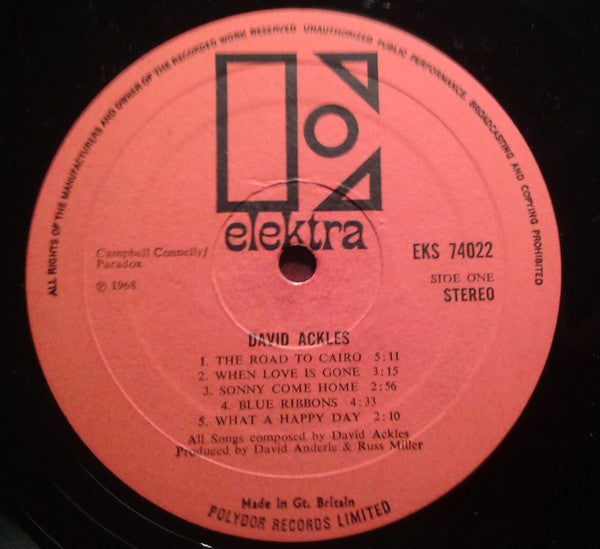 ALL RIGHTS OF THE MANUFACTURERS AND OWNER OF THE RECORDED WORK RESERVED UNAUTHORIZED PUBLIC PERFORMANCE, BROADCASTING AND COPYING PROHIBITED
elektra
EKS 74022
SIDE ONE
STEREO
Campbell Connelly/
Paradox
℗ 1968
DAVID ACKLES
1. THE ROAD TO CAIRO 5:11
2. WHEN LOVE IS GONE 3:15
3. SONNY COME HOME 2:56
4. BLUE RIBBONS 4:33
5. WHAT A HAPPY DAY 2:10
All Songs composed by David Ackles
Produced by David Anderle & Russ Miller
Made in Gt. Britain
POLYDOR RECORDS LIMITED